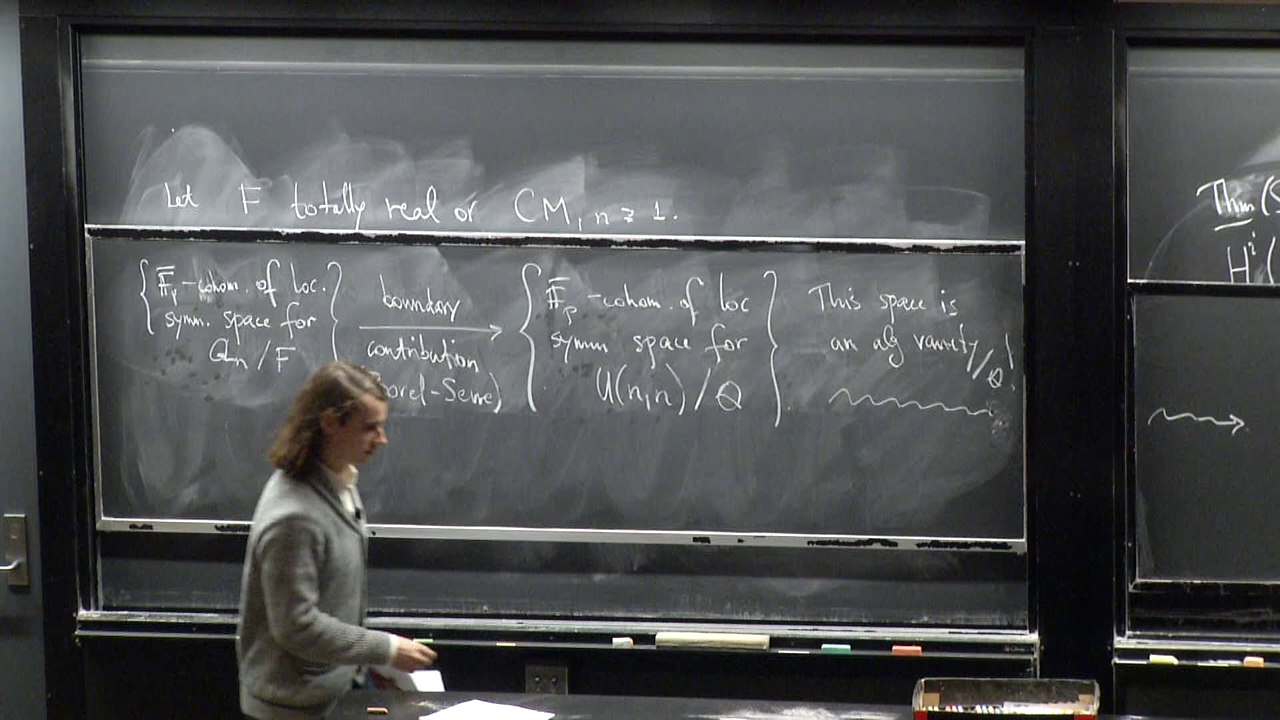 Let F totally real or CM, n ≥ 1.
{ F̄p-cohom. of loc. symm. space for GLn/F }
boundary
contribution
Borel-Serre)
{ F̄p-cohom. of loc symm space for U(n,n)/Q }
This space is
an alg variety/Q!
Thm (S
Hⁱ(